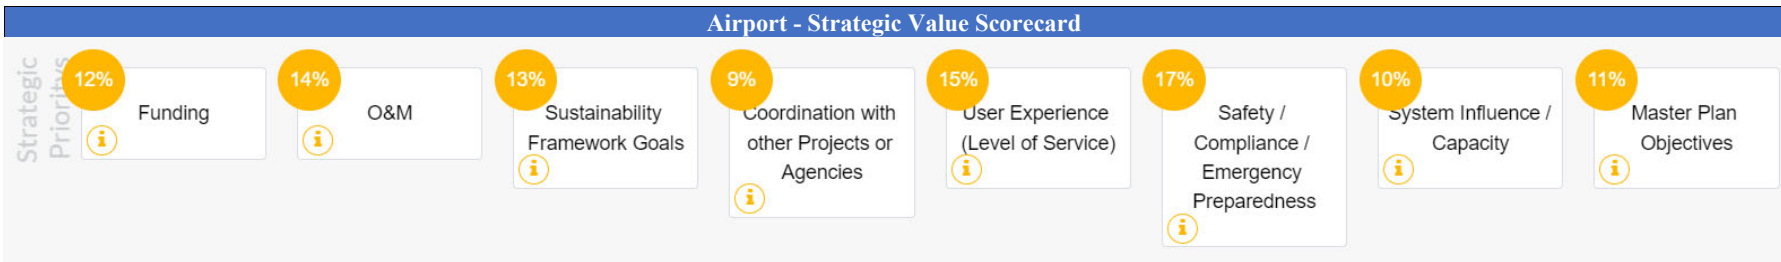 Airport - Strategic Value Scorecard
Strategic
Prioritys
12%
Funding
i
14%
O&M
i
13%
Sustainability
Framework Goals
i
9%
Coordination with
other Projects or
Agencies
i
15%
User Experience
(Level of Service)
i
17%
Safety /
Compliance /
Emergency
Preparedness
i
10%
System Influence /
Capacity
i
11%
Master Plan
Objectives
i